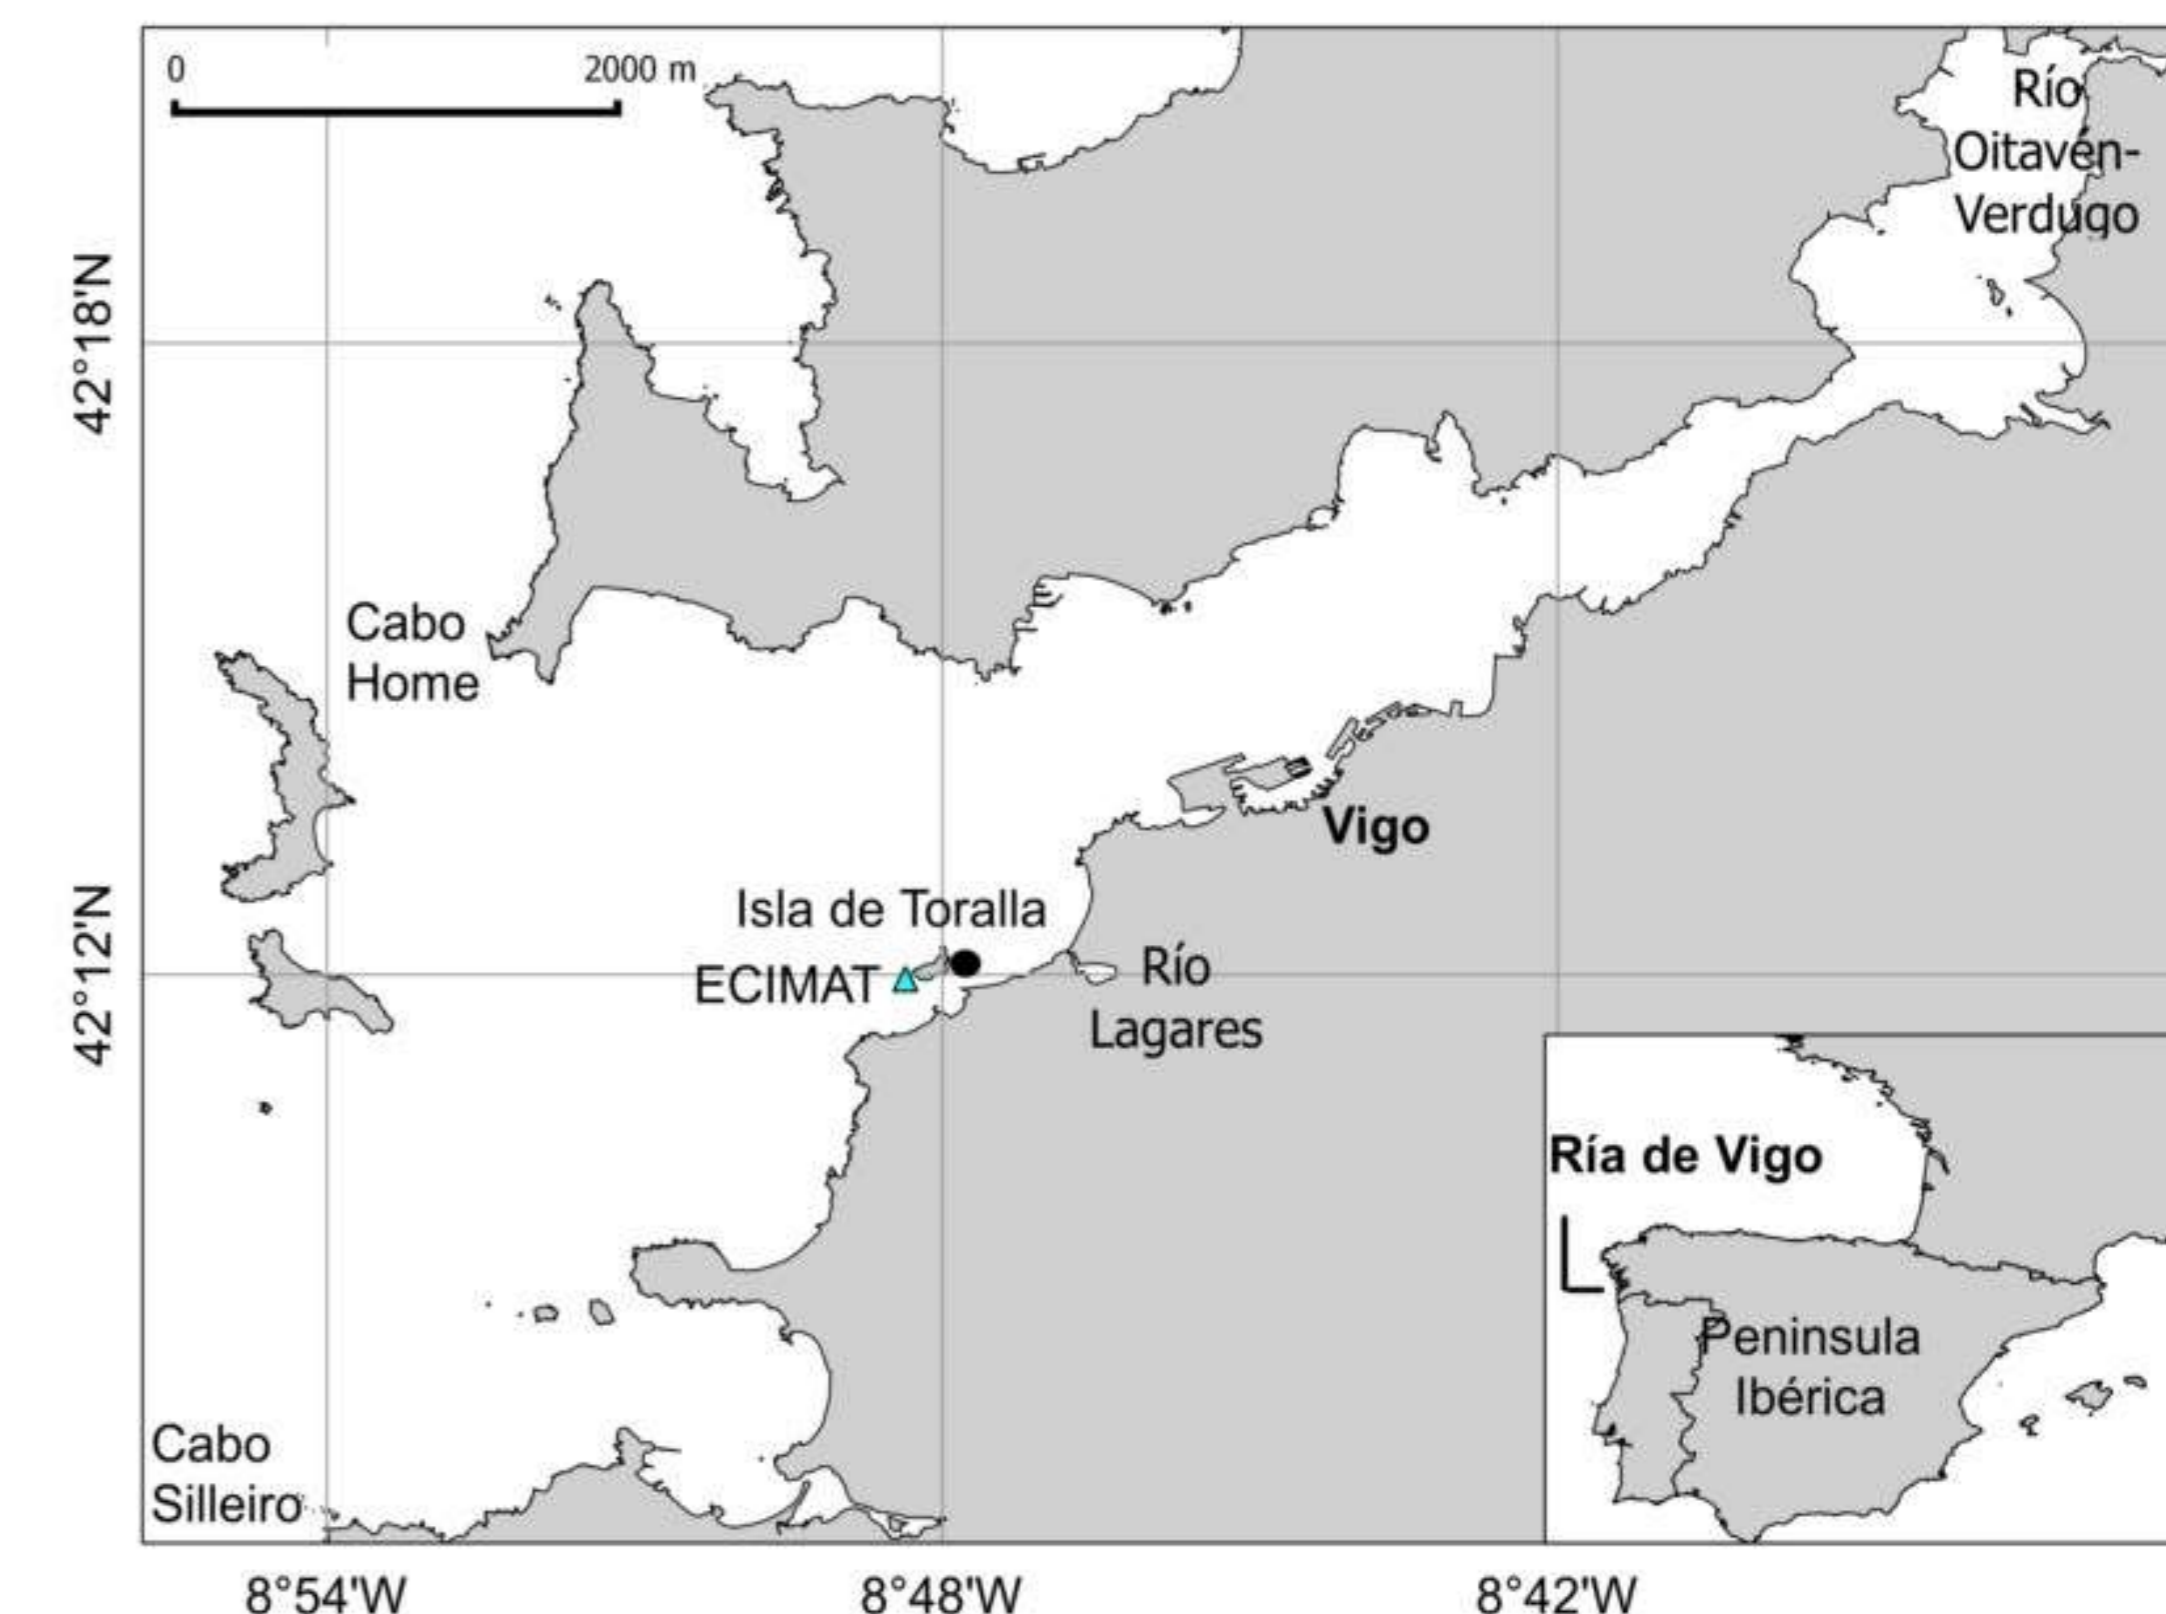 0 2000 m
Río
Oitavén-
Verdugo
42°18'N
Cabo
Home
Vigo
Isla de Toralla
ECIMAT
Río
Lagares
42°12'N
Ría de Vigo
Peninsula
Ibérica
Cabo
Silleiro
8°54'W 8°48'W 8°42'W